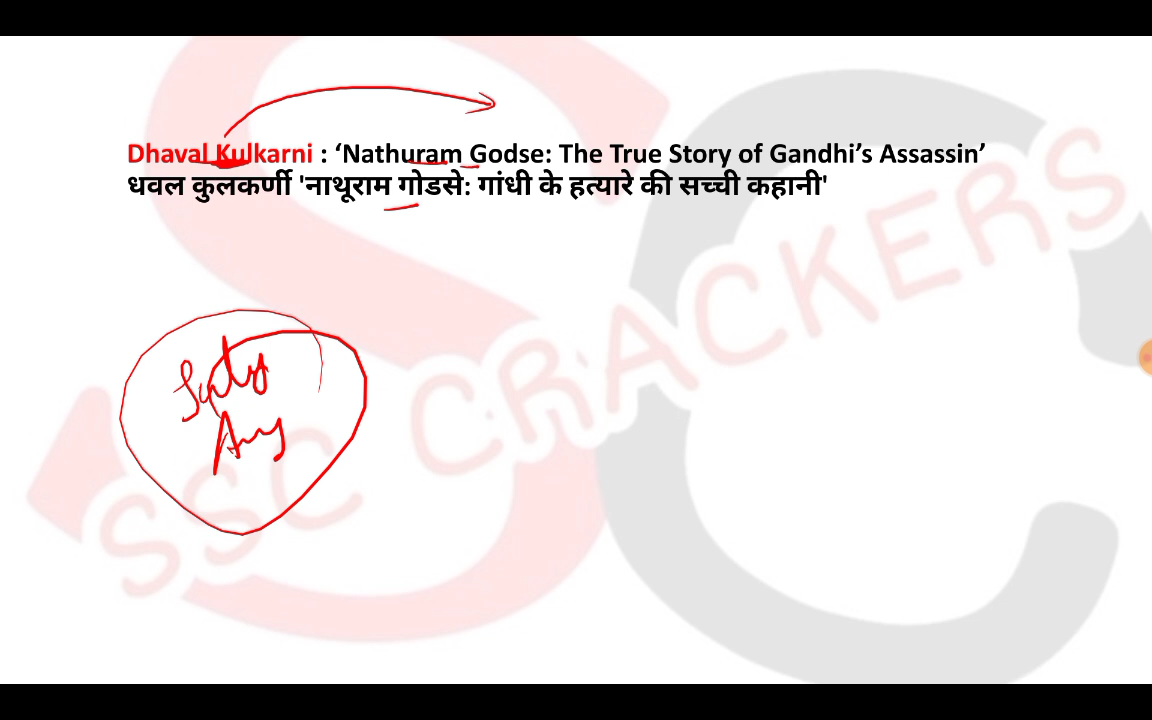 Dhaval Kulkarni : ‘Nathuram Godse: The True Story of Gandhi’s Assassin’
धवल कुलकर्णी 'नाथूराम गोडसे: गांधी के हत्यारे की सच्ची कहानी'
SSC CRACKERS